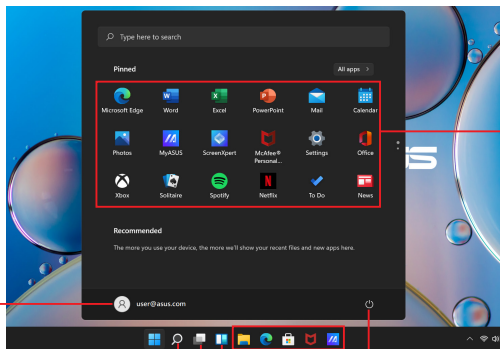 Type here to search
Pinned
All apps >
Microsoft Edge Word Excel PowerPoint Mail Calendar
Photos MyASUS ScreenXpert McAfee® Personal... Settings Office
Xbox Solitaire Spotify Netflix To Do News
Recommended
The more you use your device, the more we'll show your recent files and new apps here.
user@asus.com